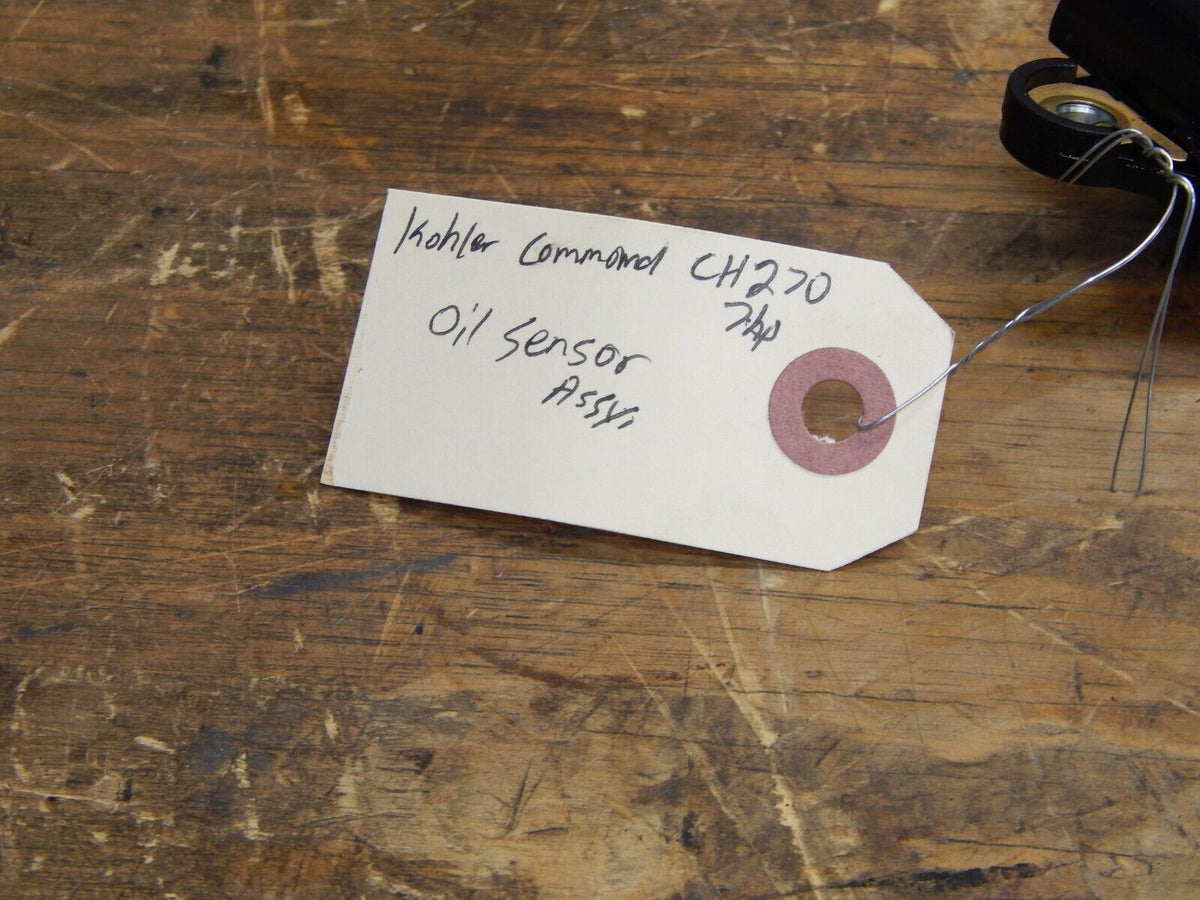 Kohler Command CH270
7hp
Oil Sensor
Assy.